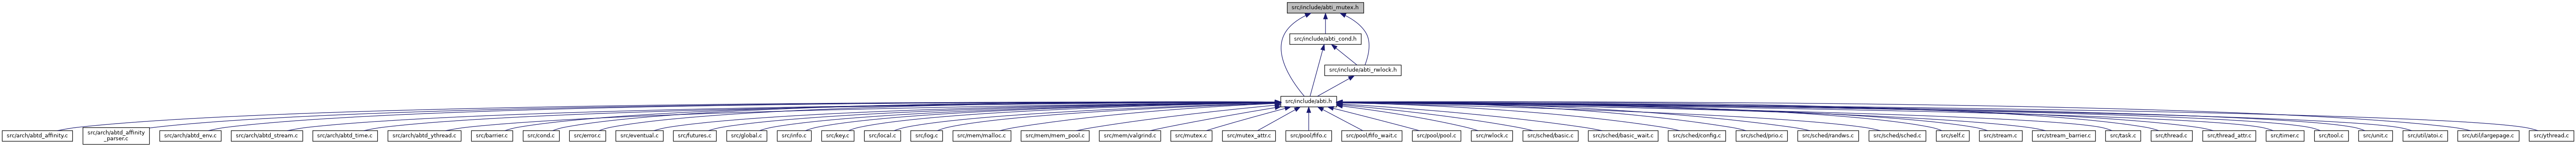 src/include/abti_mutex.h
src/include/abti_cond.h
src/include/abti_rwlock.h
src/include/abti.h
src/arch/abtd_affinity.c
src/arch/abtd_affinity
_parser.c
src/arch/abtd_env.c
src/arch/abtd_stream.c
src/arch/abtd_time.c
src/arch/abtd_ythread.c
src/barrier.c
src/cond.c
src/error.c
src/eventual.c
src/futures.c
src/global.c
src/info.c
src/key.c
src/local.c
src/log.c
src/mem/malloc.c
src/mem/mem_pool.c
src/mem/valgrind.c
src/mutex.c
src/mutex_attr.c
src/pool/fifo.c
src/pool/fifo_wait.c
src/pool/pool.c
src/rwlock.c
src/sched/basic.c
src/sched/basic_wait.c
src/sched/config.c
src/sched/prio.c
src/sched/randws.c
src/sched/sched.c
src/self.c
src/stream.c
src/stream_barrier.c
src/task.c
src/thread.c
src/thread_attr.c
src/timer.c
src/tool.c
src/unit.c
src/util/atoi.c
src/util/largepage.c
src/ythread.c